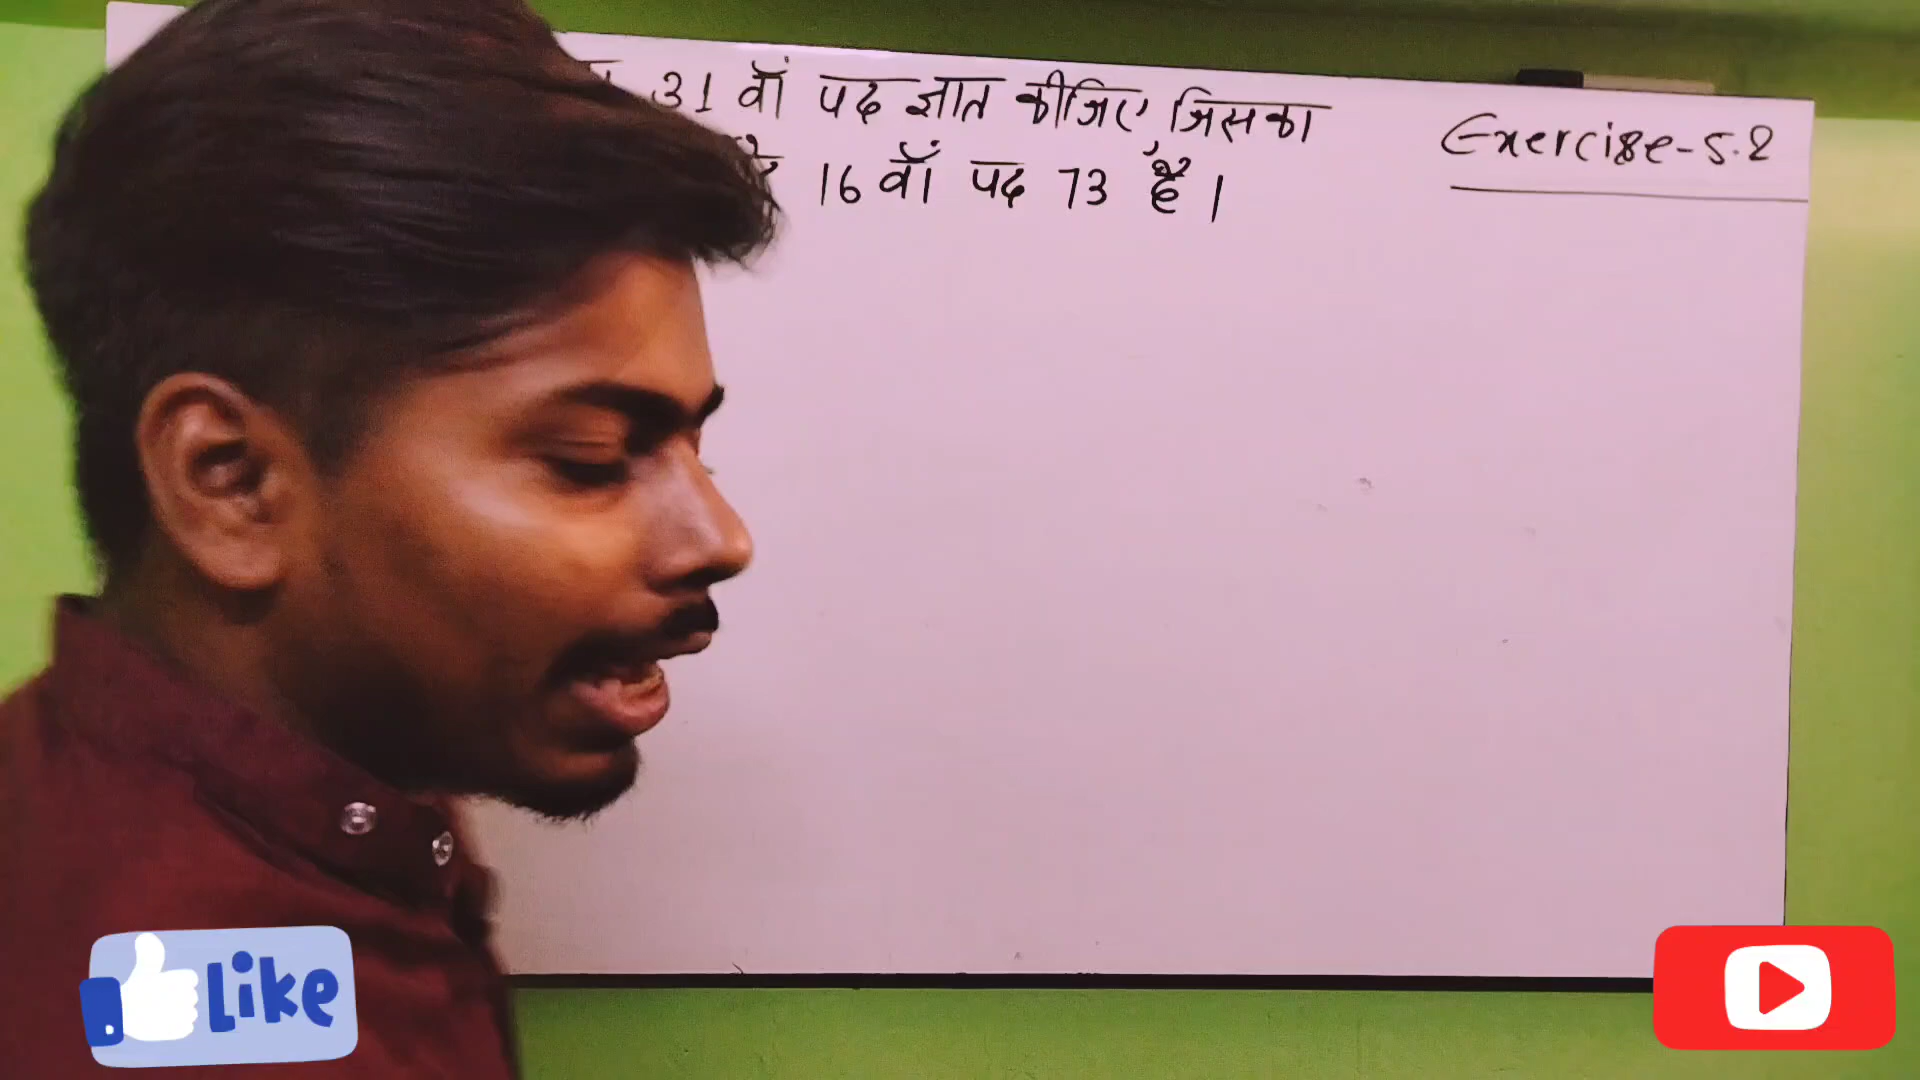 31 वाँ पद ज्ञात कीजिए, जिसका
Exercise-5.2
16 वाँ पद 73 है।
Like